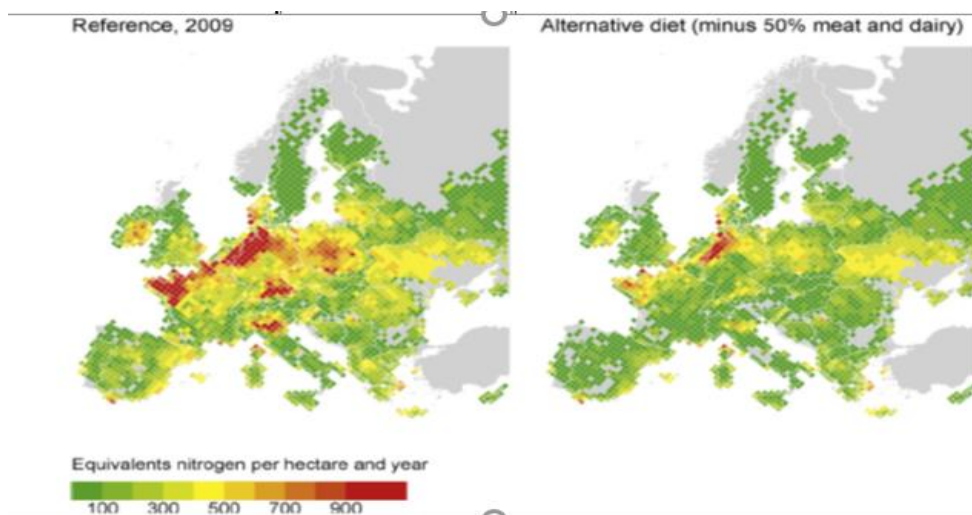 Reference, 2009
Alternative diet (minus 50% meat and dairy)
Equivalents nitrogen per hectare and year
100 300 500 700 900